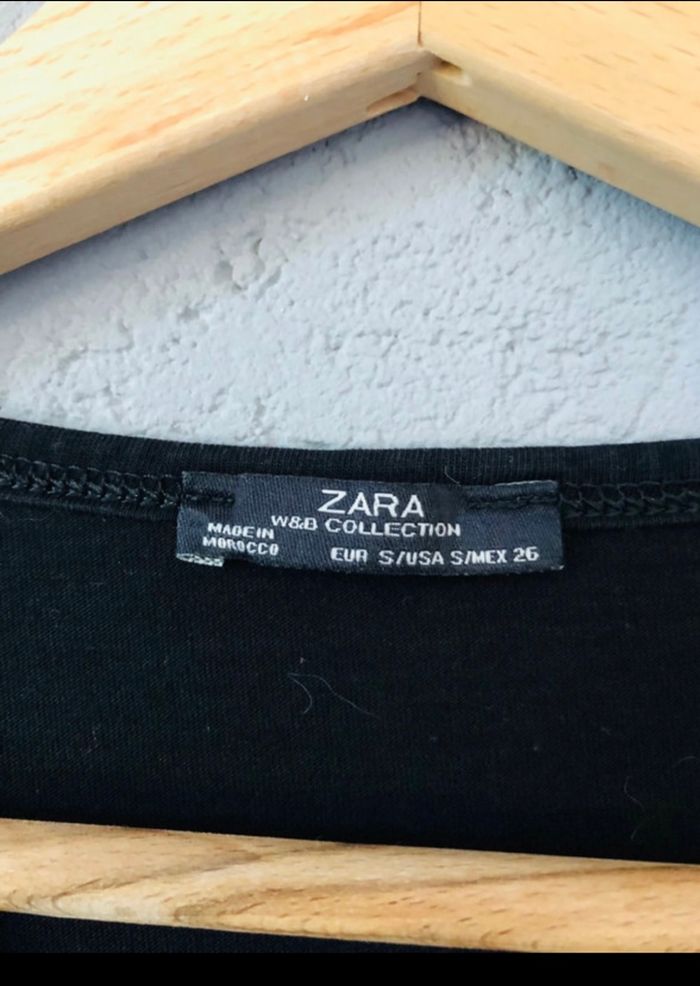 ZARA
W&B COLLECTION
MADE IN
MOROCCO
EUR S/USA S/MEX 26